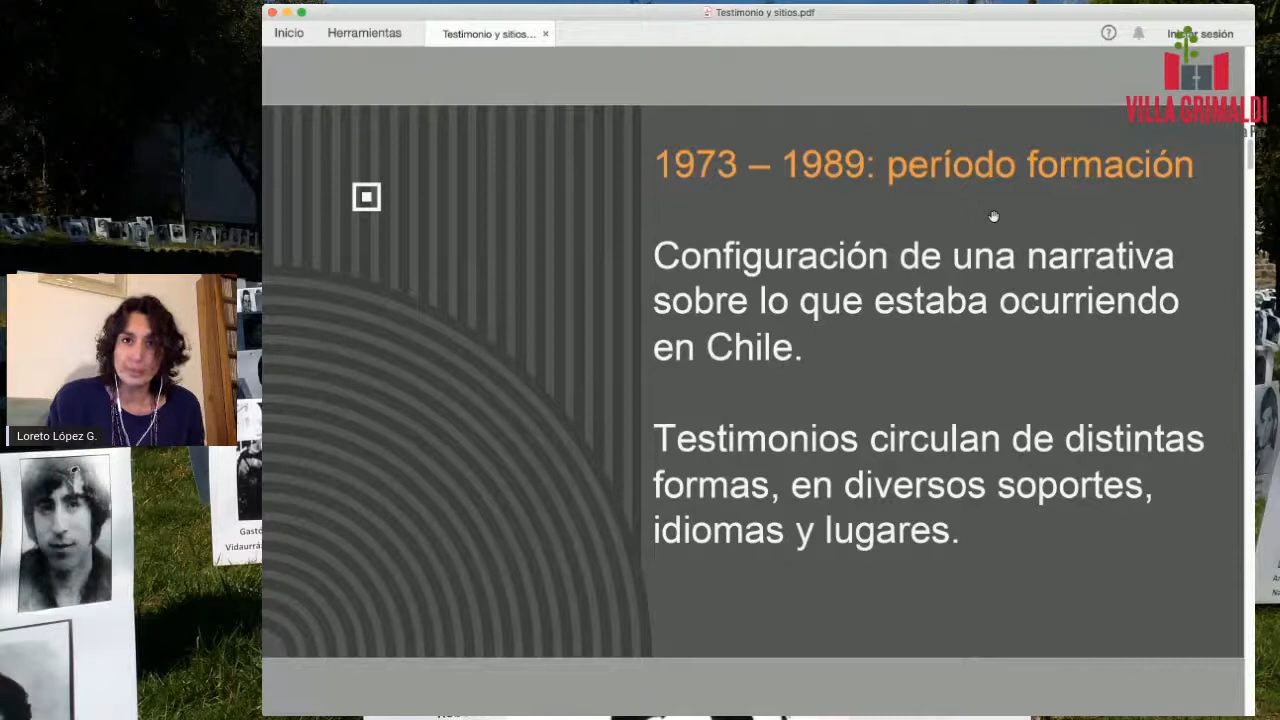 Testimonio y sitios.pdf
Inicio
Herramientas
Testimonio y sitios...
×
?
sesión
VILLA GRIMALDI
1973 – 1989: período formación
Configuración de una narrativa
sobre lo que estaba ocurriendo
en Chile.
Testimonios circulan de distintas
formas, en diversos soportes,
idiomas y lugares.
Loreto López G.